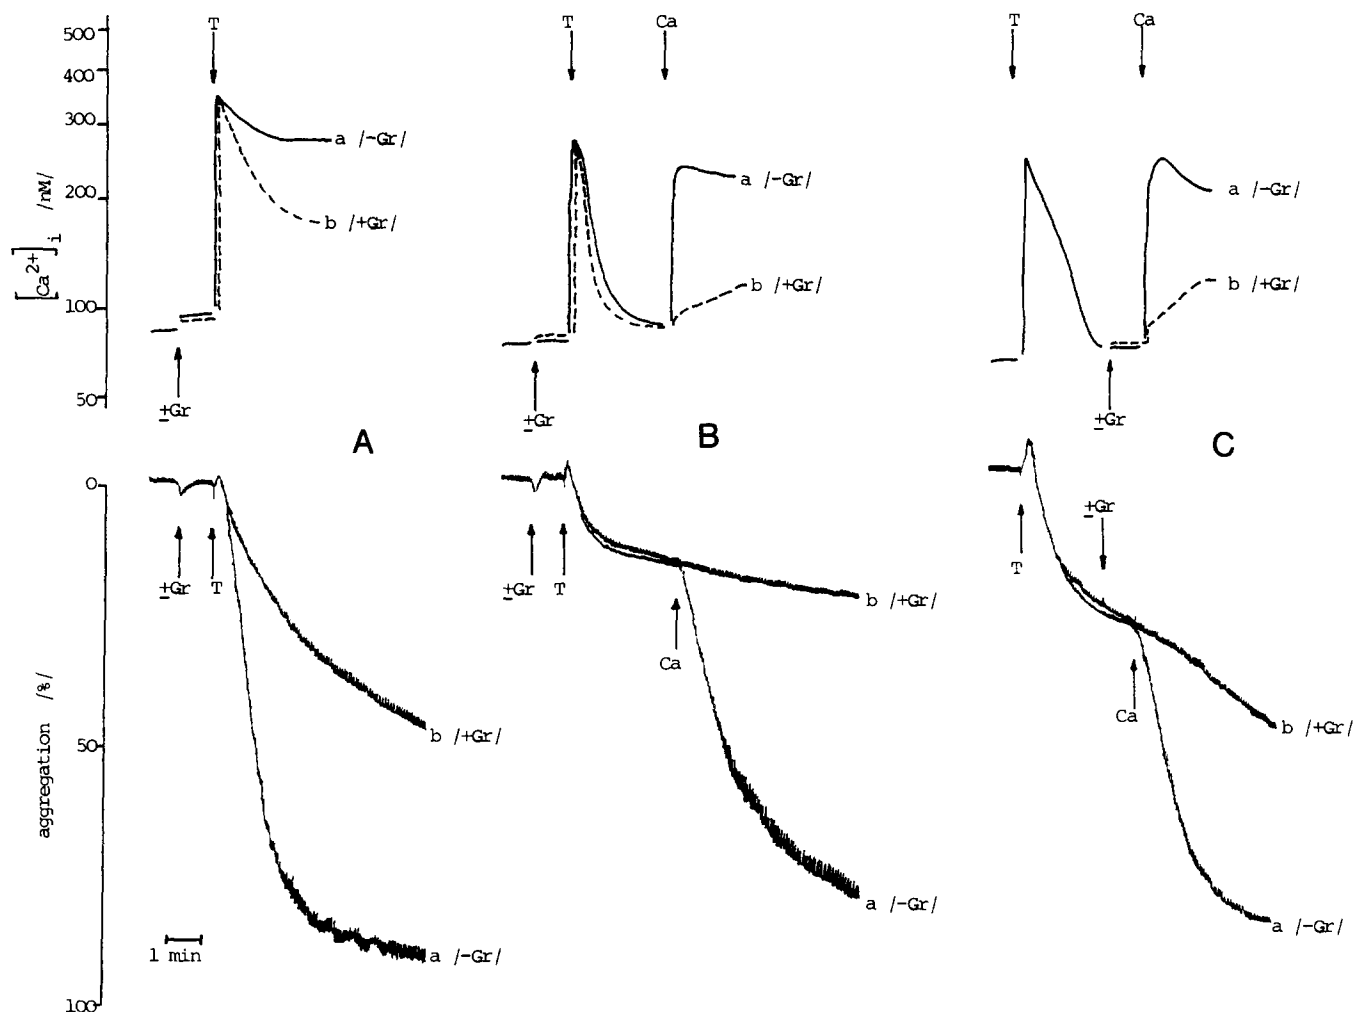 T
T
Ca
T
Ca
500
400
300
200
100
50
[Ca²⁺]i /nM/
a /-Gr/
b /+Gr/
±Gr
a /-Gr/
b /+Gr/
±Gr
a /-Gr/
b /+Gr/
±Gr
A
B
C
0
50
100
aggregation /%/
±Gr
T
b /+Gr/
a /-Gr/
1 min
±Gr
T
Ca
b /+Gr/
a /-Gr/
T
±Gr
Ca
b /+Gr/
a /-Gr/